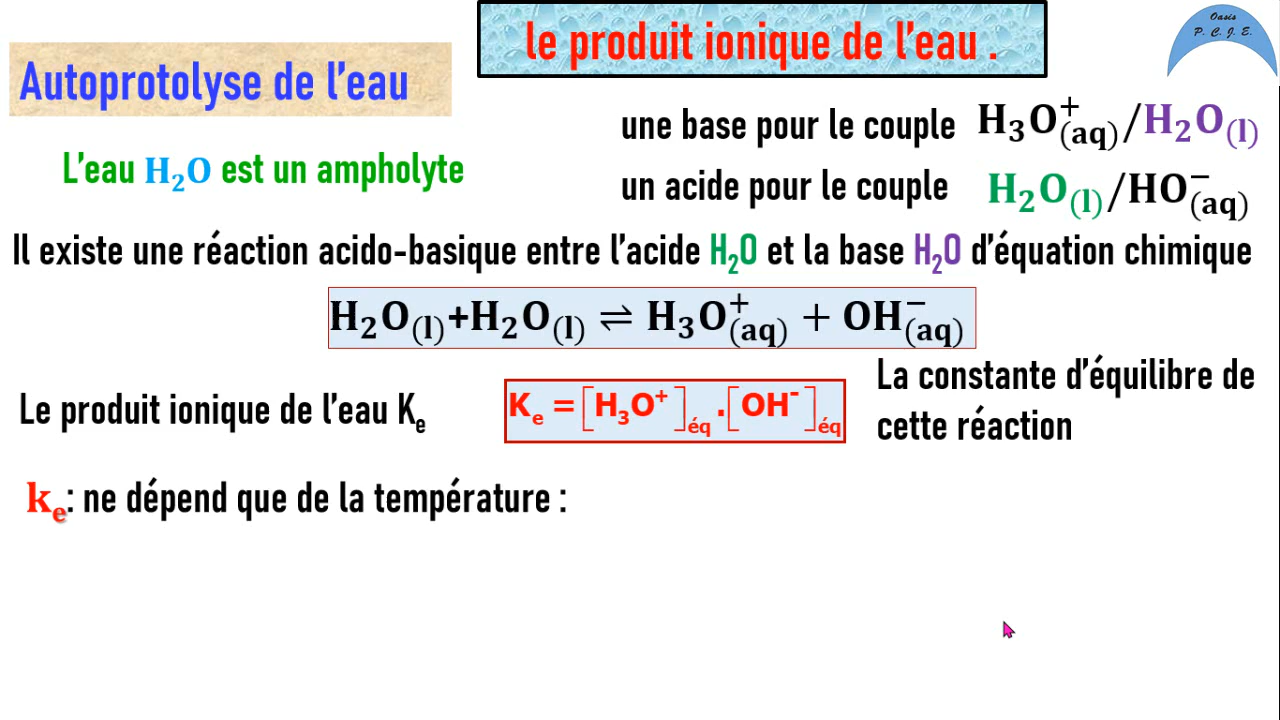 le produit ionique de l'eau .
Oasis
P. C. J. E.
Autoprotolyse de l'eau
une base pour le couple H₃O⁺(aq)/H₂O(l)
L'eau H₂O est un ampholyte
un acide pour le couple H₂O(l)/HO⁻(aq)
Il existe une réaction acido-basique entre l'acide H₂O et la base H₂O d'équation chimique
H₂O(l)+H₂O(l) ⇌ H₃O⁺(aq) + OH⁻(aq)
Le produit ionique de l'eau Kₑ
Kₑ = [H₃O⁺]éq .[OH⁻]éq
La constante d'équilibre de
cette réaction
kₑ: ne dépend que de la température :